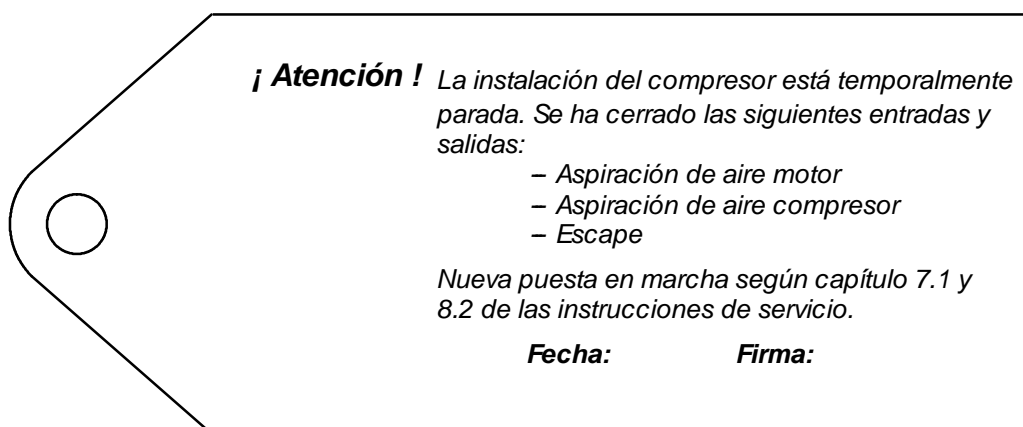 ¡ Atención ! La instalación del compresor está temporalmente
parada. Se ha cerrado las siguientes entradas y
salidas:
– Aspiración de aire motor
– Aspiración de aire compresor
– Escape
Nueva puesta en marcha según capítulo 7.1 y
8.2 de las instrucciones de servicio.
Fecha: Firma: